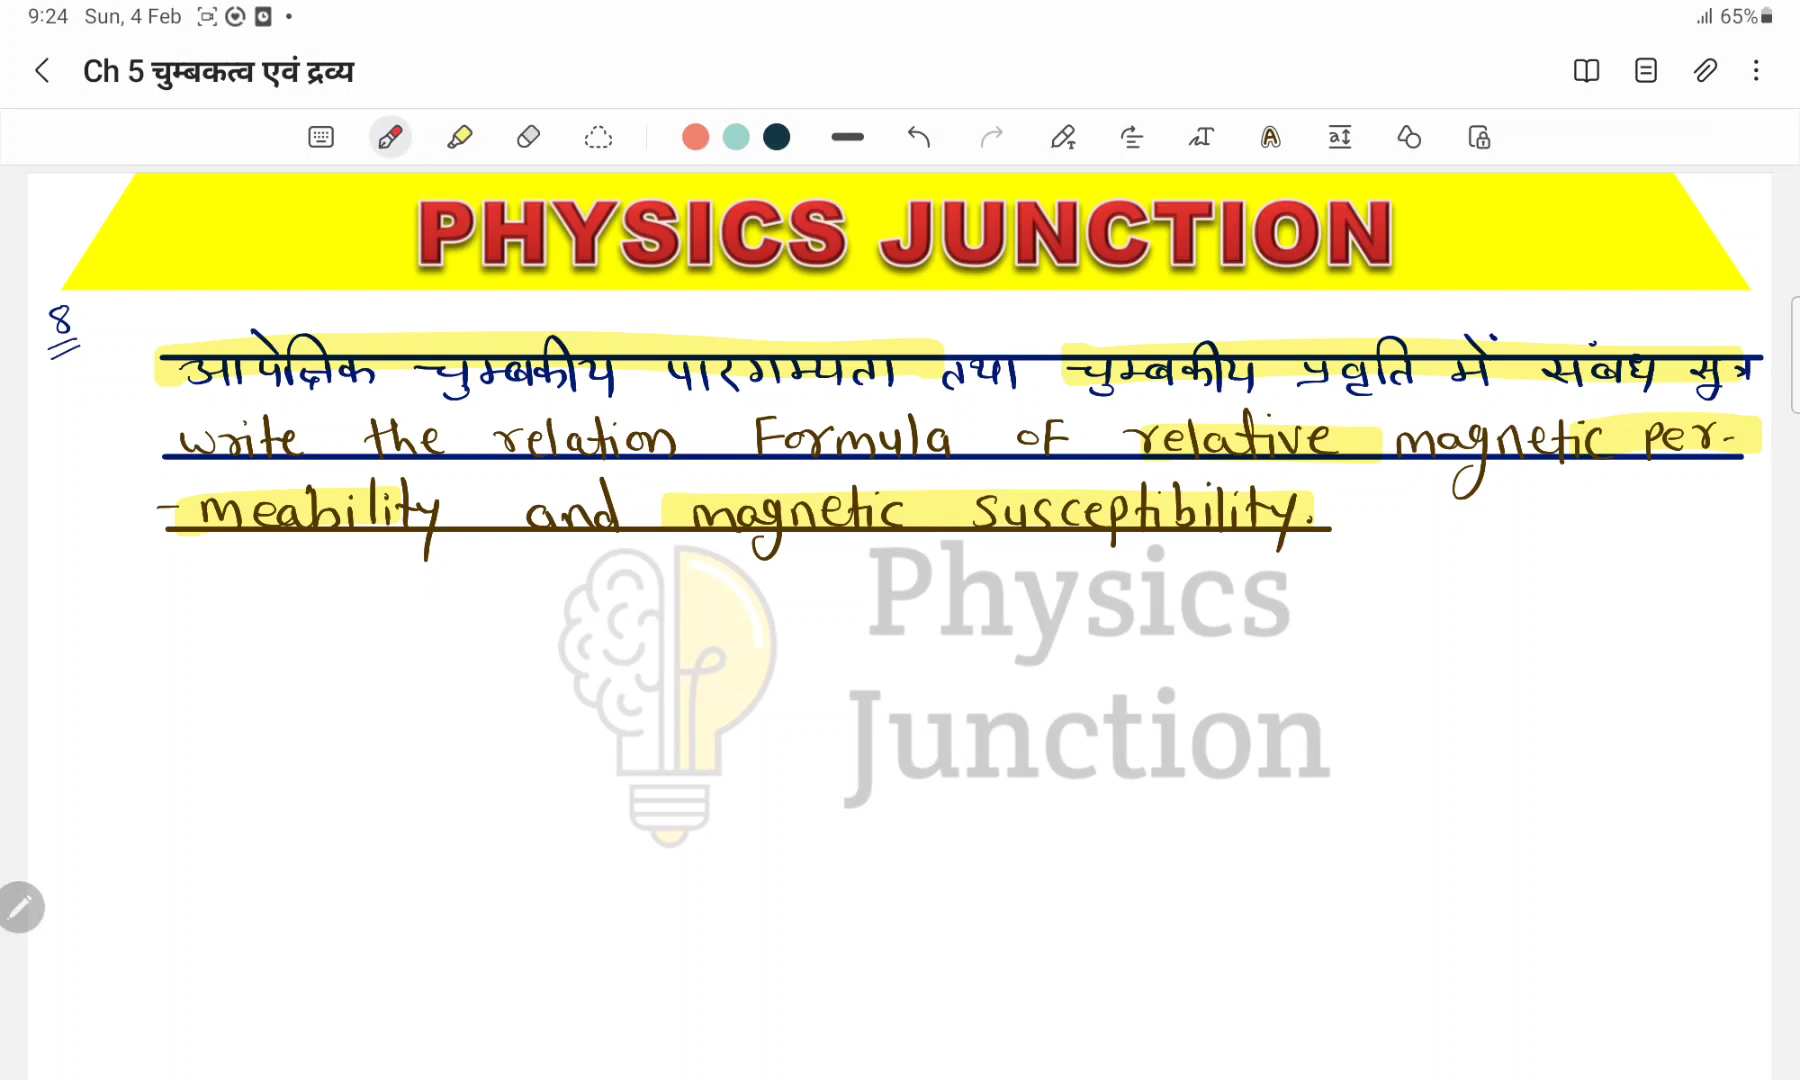 9:24 Sun, 4 Feb 65%
Ch 5 चुम्बकत्व एवं द्रव्य
PHYSICS JUNCTION
8
आपेक्षिक चुम्बकीय पारगम्यता तथा चुम्बकीय प्रवृति में संबंध सुत्र
write the relation Formula of relative magnetic per-
-meability and magnetic susceptibility.
Physics
Junction